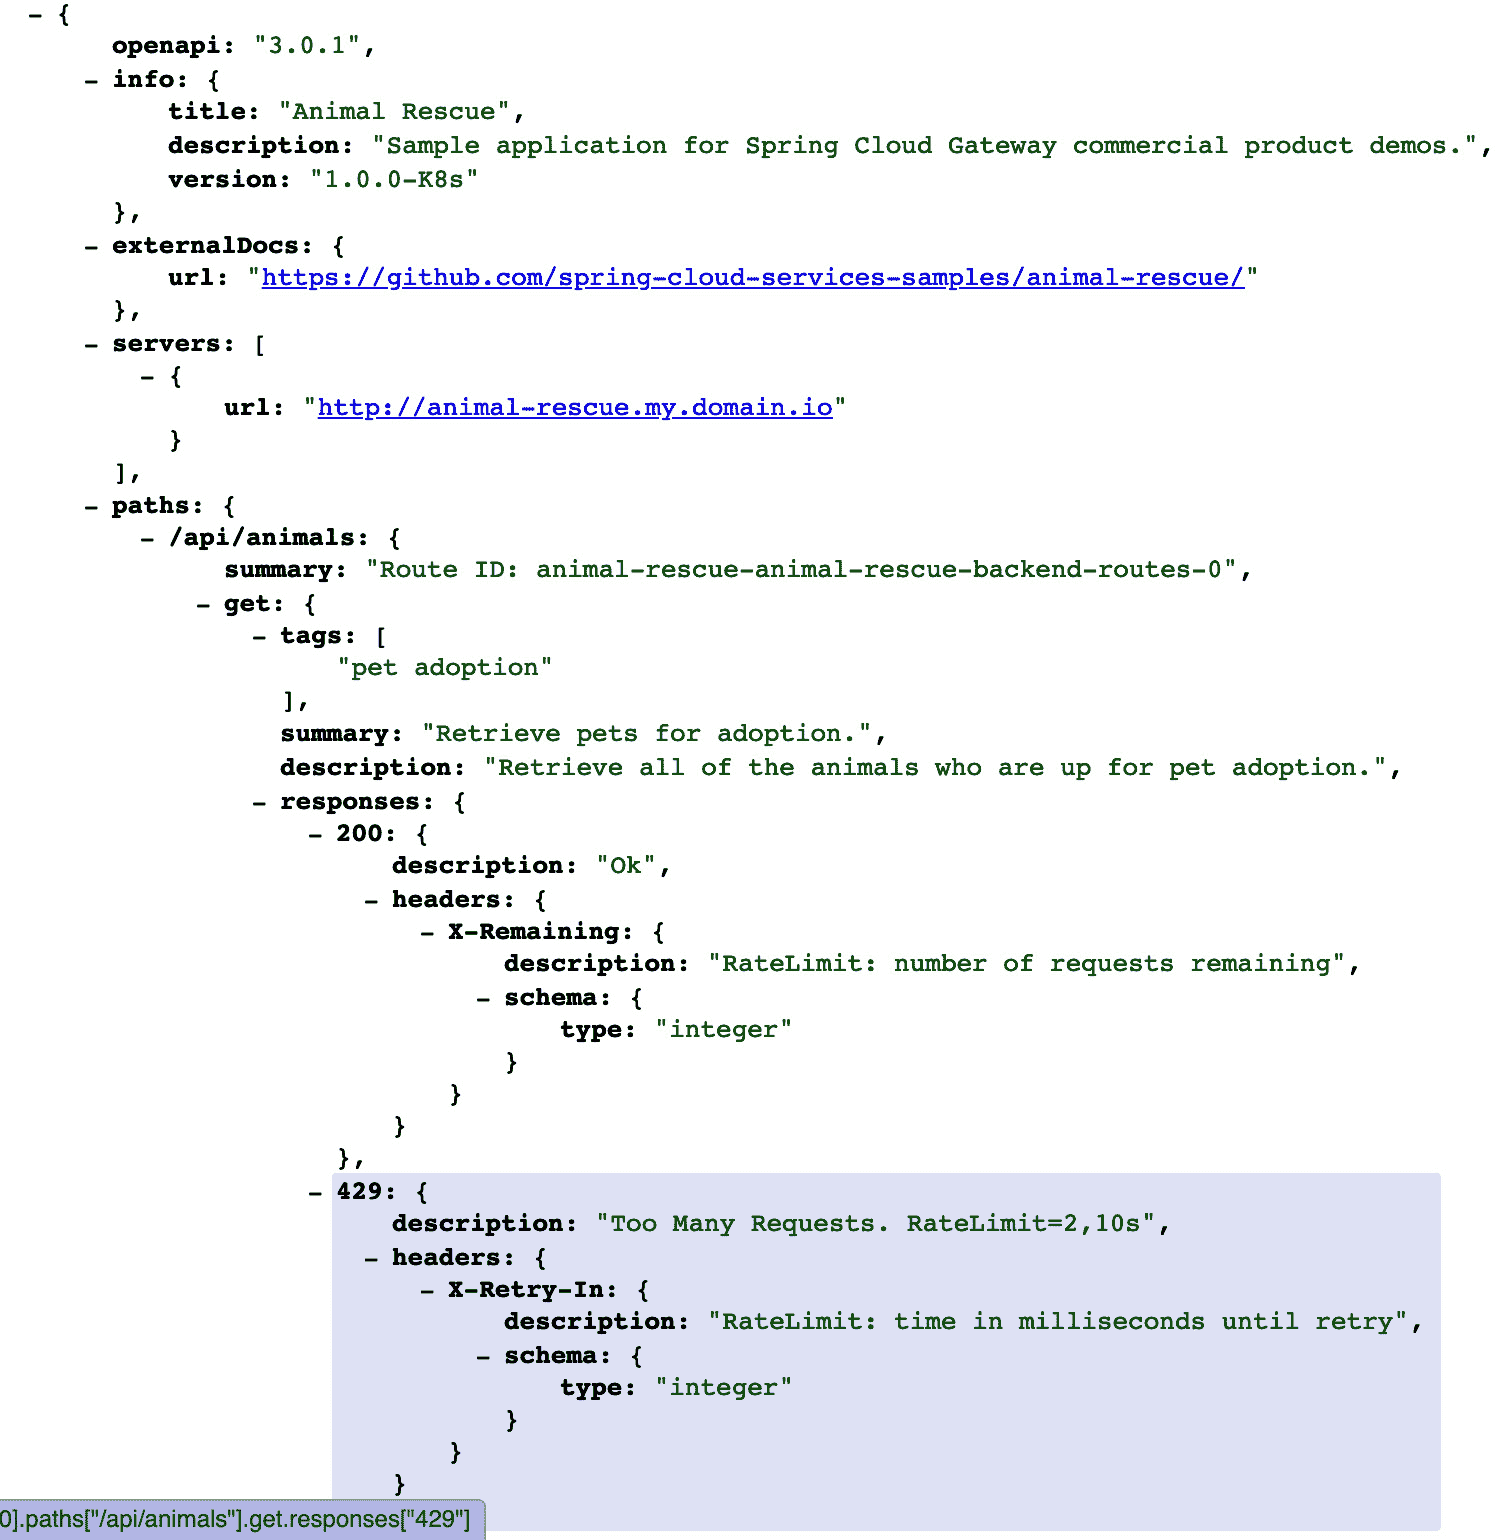 – {
openapi: "3.0.1",
– info: {
title: "Animal Rescue",
description: "Sample application for Spring Cloud Gateway commercial product demos.",
version: "1.0.0-K8s"
},
– externalDocs: {
url: "https://github.com/spring-cloud-services-samples/animal-rescue/"
},
– servers: [
– {
url: "http://animal-rescue.my.domain.io"
}
],
– paths: {
– /api/animals: {
summary: "Route ID: animal-rescue-animal-rescue-backend-routes-0",
– get: {
– tags: [
"pet adoption"
],
summary: "Retrieve pets for adoption.",
description: "Retrieve all of the animals who are up for pet adoption.",
– responses: {
– 200: {
description: "Ok",
– headers: {
– X-Remaining: {
description: "RateLimit: number of requests remaining",
– schema: {
type: "integer"
}
}
}
},
– 429: {
description: "Too Many Requests. RateLimit=2,10s",
– headers: {
– X-Retry-In: {
description: "RateLimit: time in milliseconds until retry",
– schema: {
type: "integer"
}
}
}
0].paths["/api/animals"].get.responses["429"]